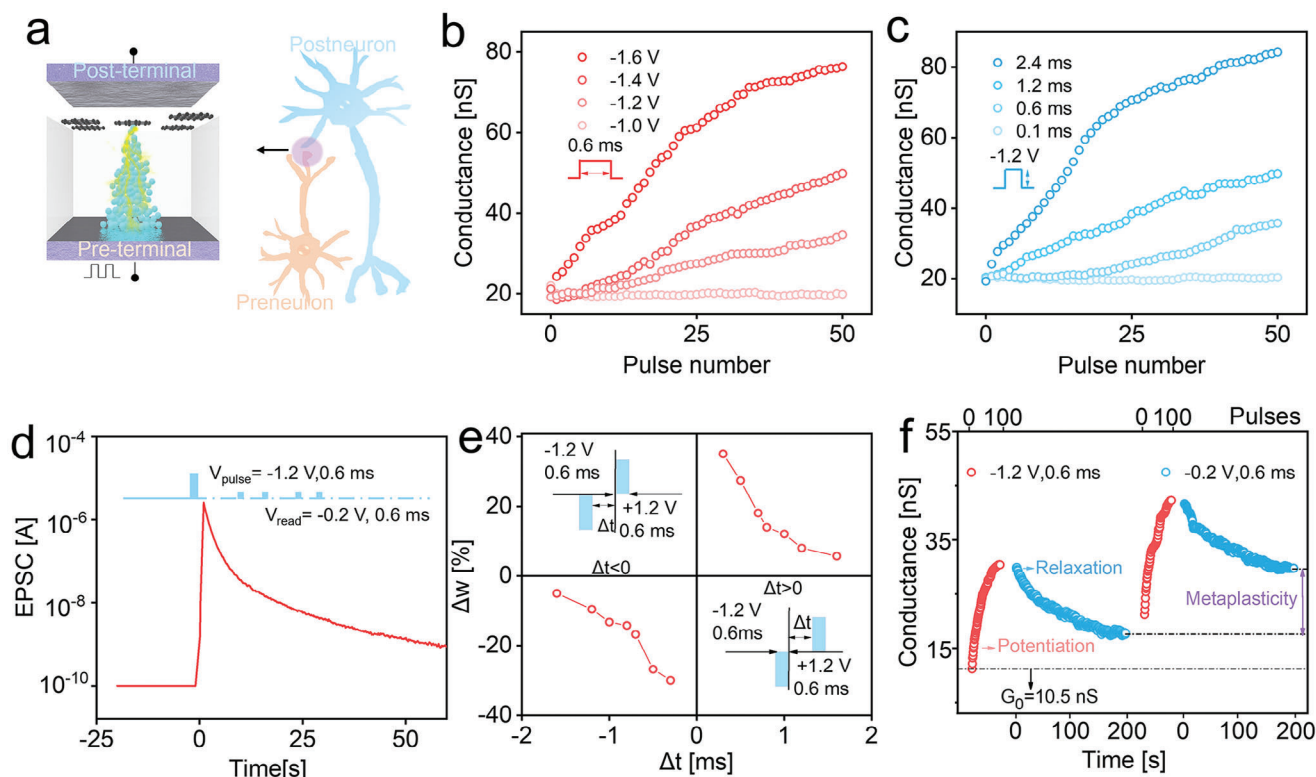 a
Post-terminal
Pre-terminal
Postneuron
Preneuron
b
Conductance [nS]
80
60
40
20
-1.6 V
-1.4 V
-1.2 V
-1.0 V
0.6 ms
0 25 50
Pulse number
c
Conductance [nS]
80
60
40
20
2.4 ms
1.2 ms
0.6 ms
0.1 ms
-1.2 V
0 25 50
Pulse number
d
EPSC [A]
10⁻⁴
10⁻⁶
10⁻⁸
10⁻¹⁰
Vpulse= -1.2 V,0.6 ms
Vread= -0.2 V, 0.6 ms
-25 0 25 50
Time[s]
e
Δw [%]
40
20
0
-20
-40
-1.2 V
0.6 ms
+1.2 V
0.6 ms
Δt
Δt<0
Δt>0
-1.2 V
0.6ms
Δt
+1.2 V
0.6 ms
-2 -1 0 1 2
Δt [ms]
f
0 100 0 100 Pulses
Conductance [nS]
55
45
35
25
15
-1.2 V,0.6 ms
-0.2 V,0.6 ms
Relaxation
Potentiation
Metaplasticity
G₀=10.5 nS
0 100 200 0 100 200
Time [s]